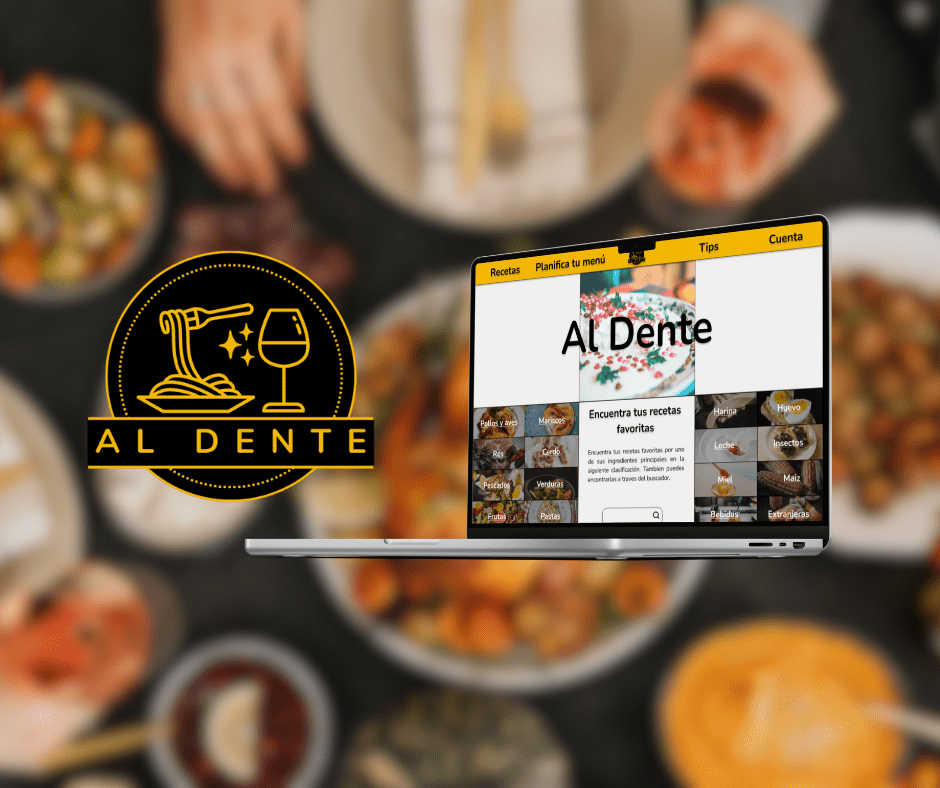 AL DENTE
Recetas
Planifica tu menú
Tips
Cuenta
Al Dente
Pollos y aves
Mariscos
Res
Cerdo
Pescados
Verduras
Frutas
Pastas
Encuentra tus recetas
favoritas
Encuentra tus recetas favoritas por uno
de sus ingredientes principales en la
siguiente clasificación. Tambien puedes
encontrarlas a traves del buscador.
Harina
Huevo
Leche
Insectos
Miel
Maiz
Bebidas
Extranjeras